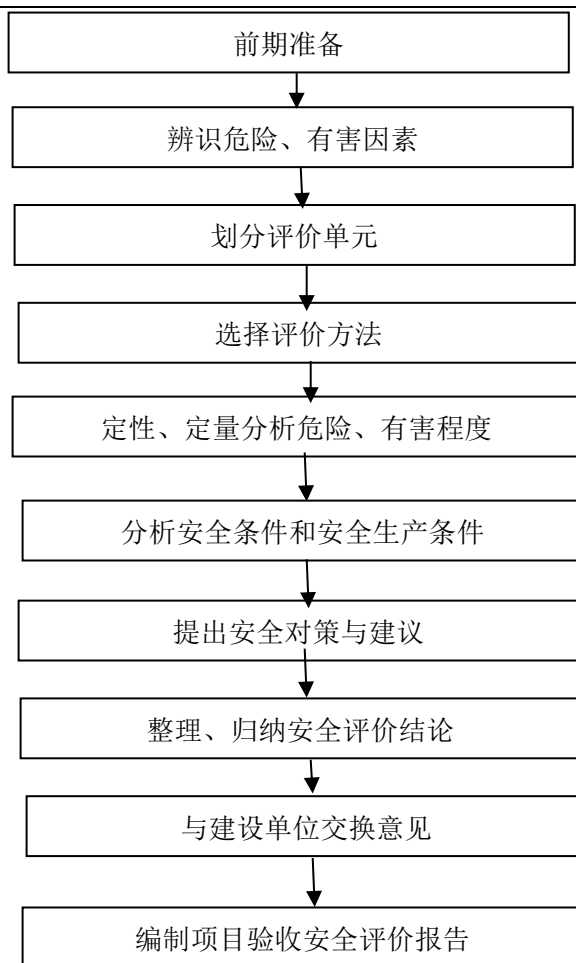 前期准备
辨识危险、有害因素
划分评价单元
选择评价方法
定性、定量分析危险、有害程度
分析安全条件和安全生产条件
提出安全对策与建议
整理、归纳安全评价结论
与建设单位交换意见
编制项目验收安全评价报告